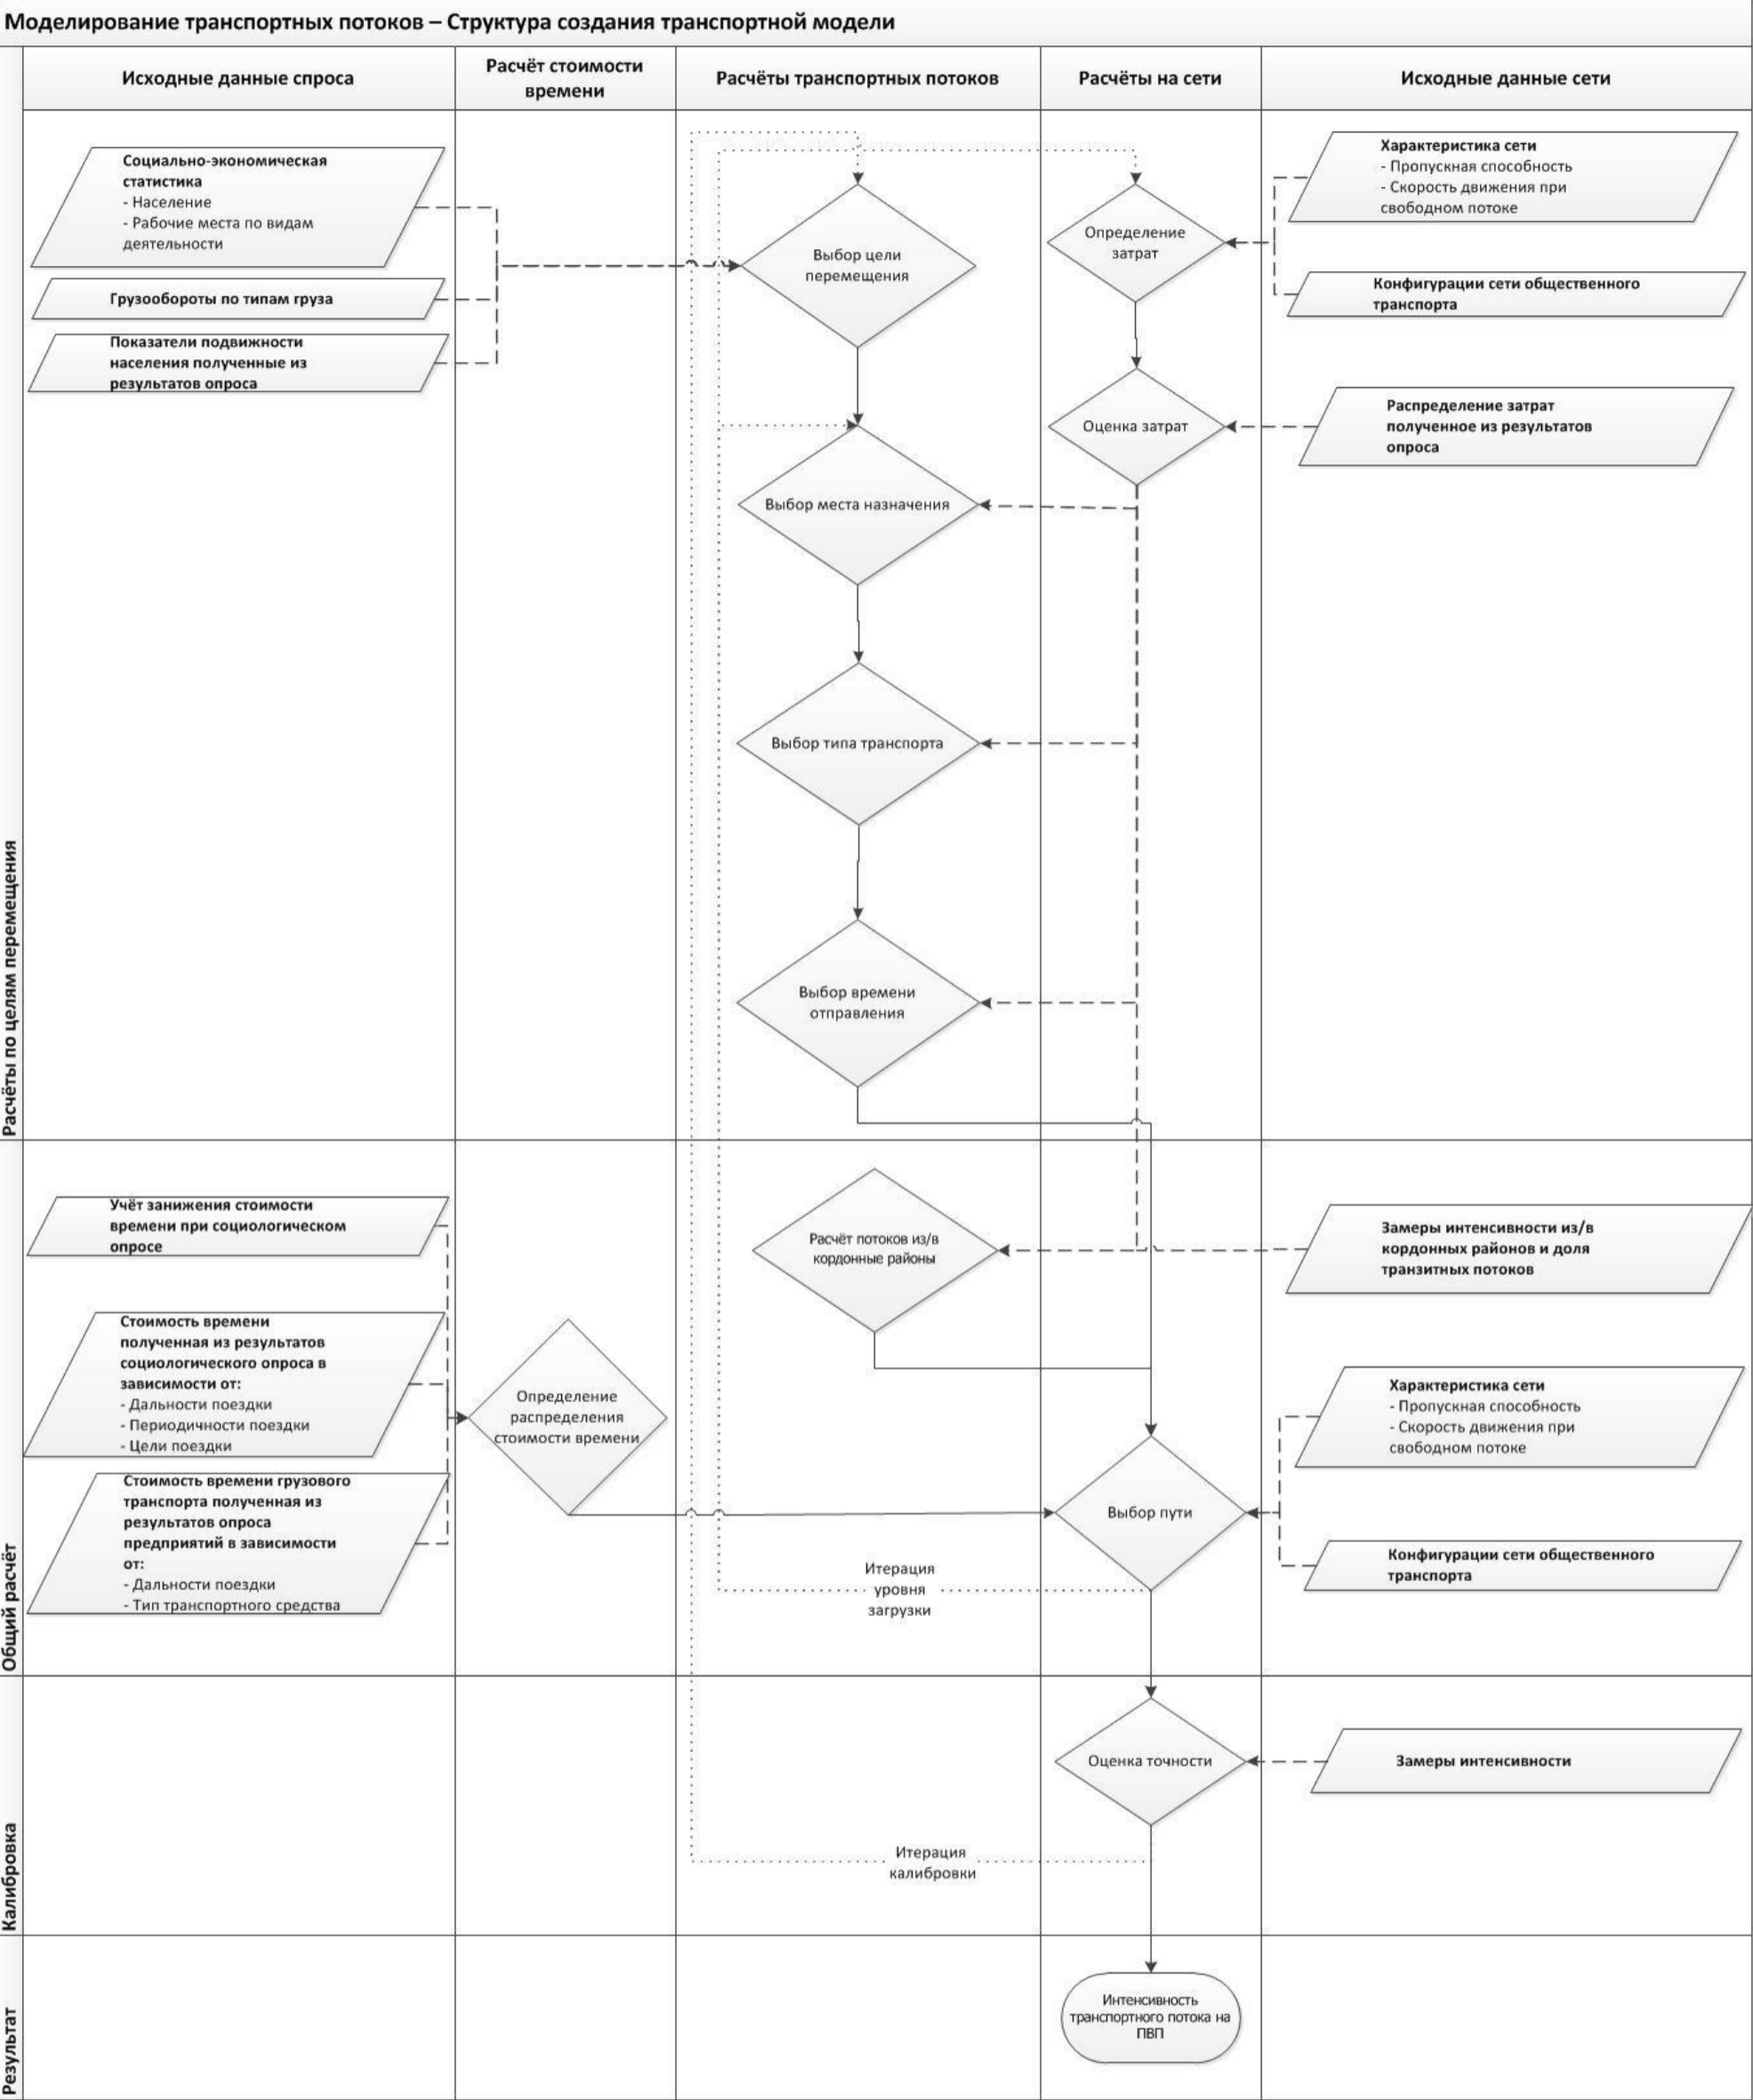 Моделирование транспортных потоков – Структура создания транспортной модели
Исходные данные спроса
Расчёт стоимости
времени
Расчёты транспортных потоков
Расчёты на сети
Исходные данные сети
Расчёты по целям перемещения
Социально-экономическая
статистика
- Население
- Рабочие места по видам
деятельности
Грузообороты по типам груза
Показатели подвижности
населения полученные из
результатов опроса
Выбор цели
перемещения
Определение
затрат
Характеристика сети
- Пропускная способность
- Скорость движения при
свободном потоке
Конфигурации сети общественного
транспорта
Оценка затрат
Распределение затрат
полученное из результатов
опроса
Выбор места назначения
Выбор типа транспорта
Выбор времени
отправления
Общий расчёт
Учёт занижения стоимости
времени при социологическом
опросе
Стоимость времени
полученная из результатов
социологического опроса в
зависимости от:
- Дальности поездки
- Периодичности поездки
- Цели поездки
Стоимость времени грузового
транспорта полученная из
результатов опроса
предприятий в зависимости
от:
- Дальности поездки
- Тип транспортного средства
Определение
распределения
стоимости времени
Расчёт потоков из/в
кордонные районы
Замеры интенсивности из/в
кордонных районов и доля
транзитных потоков
Выбор пути
Характеристика сети
- Пропускная способность
- Скорость движения при
свободном потоке
Конфигурации сети общественного
транспорта
Итерация
уровня
загрузки
Калибровка
Оценка точности
Замеры интенсивности
Итерация
калибровки
Результат
Интенсивность
транспортного потока на
ПВП